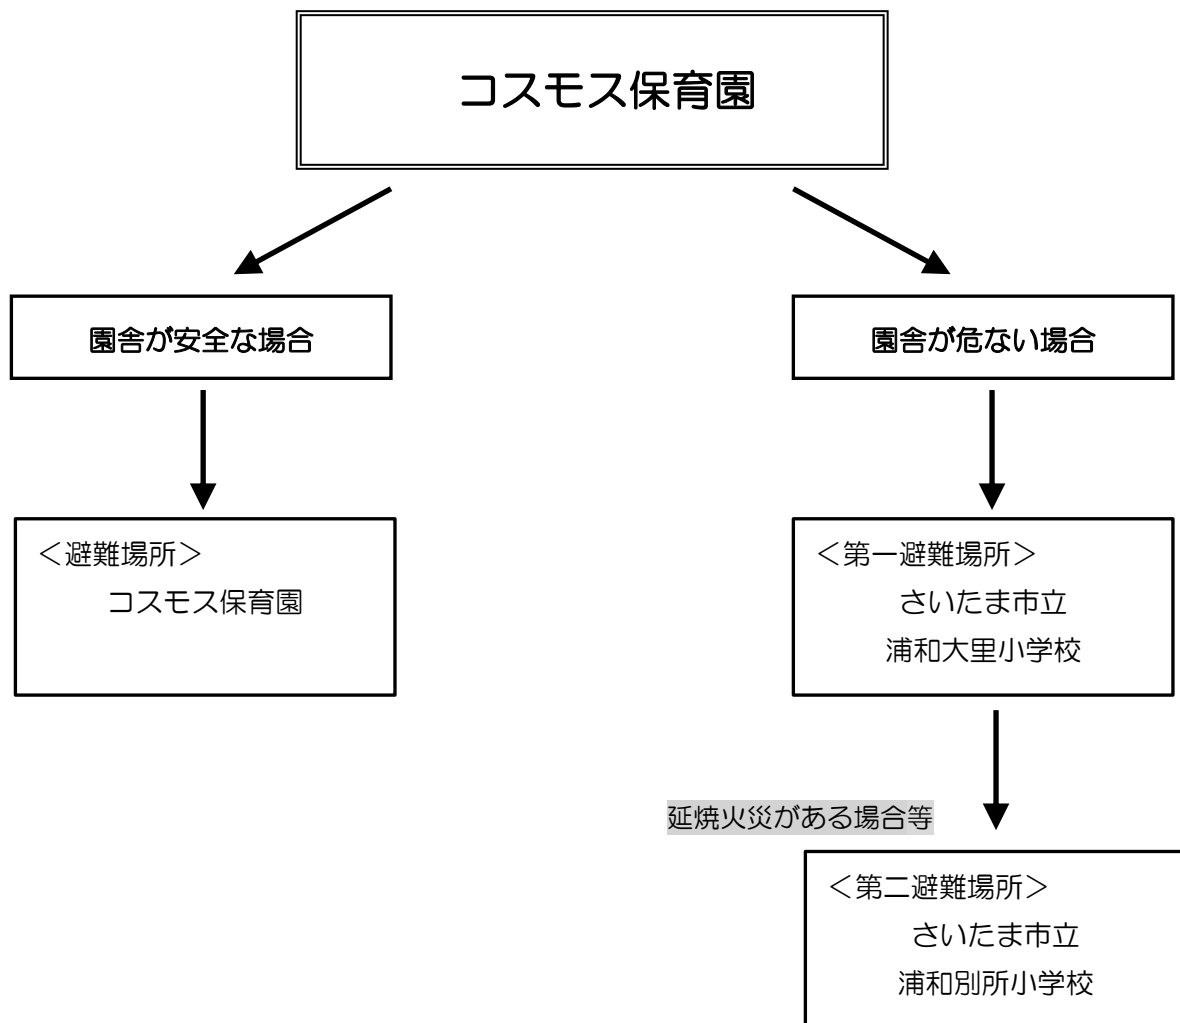 コスモス保育園
園舎が安全な場合
園舎が危ない場合
＜避難場所＞
コスモス保育園
＜第一避難場所＞
さいたま市立
浦和大里小学校
延焼火災がある場合等
＜第二避難場所＞
さいたま市立
浦和別所小学校